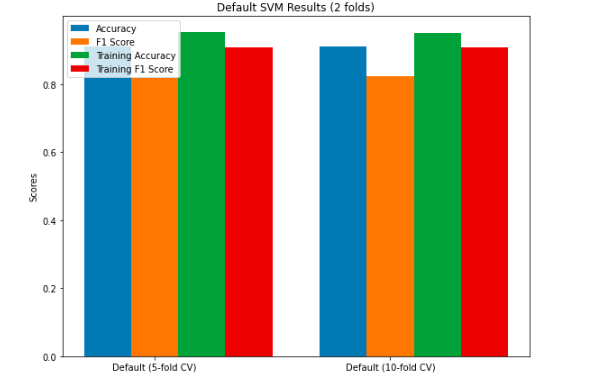 Default SVM Results (2 folds)
Accuracy
F1 Score
Training Accuracy
Training F1 Score
Scores
0.8
0.6
0.4
0.2
0.0
Default (5-fold CV)
Default (10-fold CV)